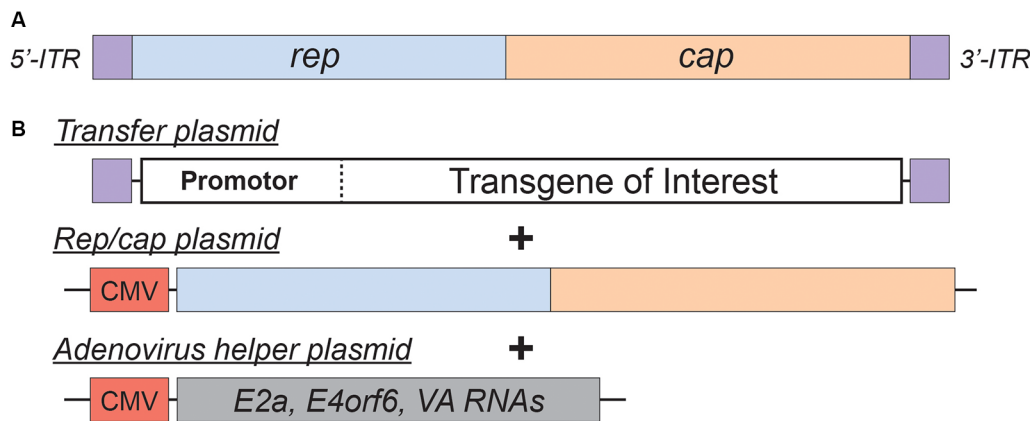 A
5'-ITR rep cap 3'-ITR
B
Transfer plasmid
Promotor Transgene of Interest
+
Rep/cap plasmid
CMV
+
Adenovirus helper plasmid
CMV E2a, E4orf6, VA RNAs